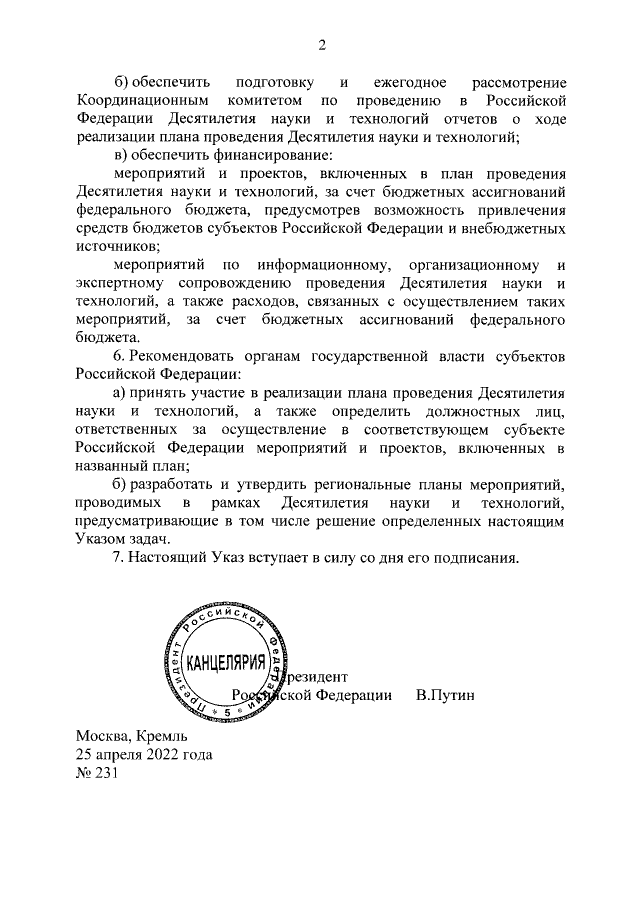 2
б) обеспечить подготовку и ежегодное рассмотрение
Координационным комитетом по проведению в Российской
Федерации Десятилетия науки и технологий отчетов о ходе
реализации плана проведения Десятилетия науки и технологий;
в) обеспечить финансирование:
мероприятий и проектов, включенных в план проведения
Десятилетия науки и технологий, за счет бюджетных ассигнований
федерального бюджета, предусмотрев возможность привлечения
средств бюджетов субъектов Российской Федерации и внебюджетных
источников;
мероприятий по информационному, организационному и
экспертному сопровождению проведения Десятилетия науки и
технологий, а также расходов, связанных с осуществлением таких
мероприятий, за счет бюджетных ассигнований федерального
бюджета.
6. Рекомендовать органам государственной власти субъектов
Российской Федерации:
а) принять участие в реализации плана проведения Десятилетия
науки и технологий, а также определить должностных лиц,
ответственных за осуществление в соответствующем субъекте
Российской Федерации мероприятий и проектов, включенных в
названный план;
б) разработать и утвердить региональные планы мероприятий,
проводимых в рамках Десятилетия науки и технологий,
предусматривающие в том числе решение определенных настоящим
Указом задач.
7. Настоящий Указ вступает в силу со дня его подписания.
Президент Российской Федерации
КАНЦЕЛЯРИЯ
* 5 *
Президент
Российской Федерации В.Путин
Москва, Кремль
25 апреля 2022 года
№ 231